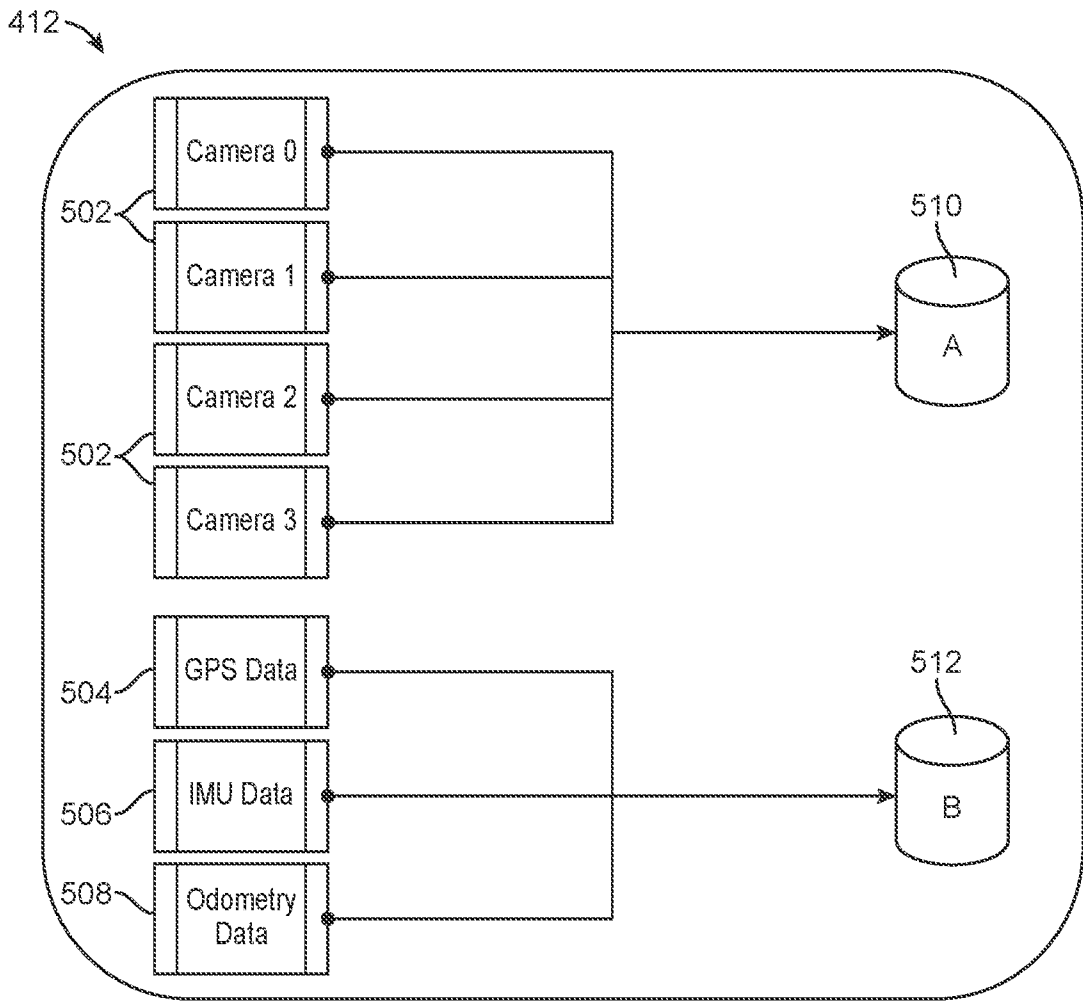 412
Camera 0
502
Camera 1
510
A
Camera 2
502
Camera 3
GPS Data
504
512
IMU Data
506
B
508
Odometry
Data